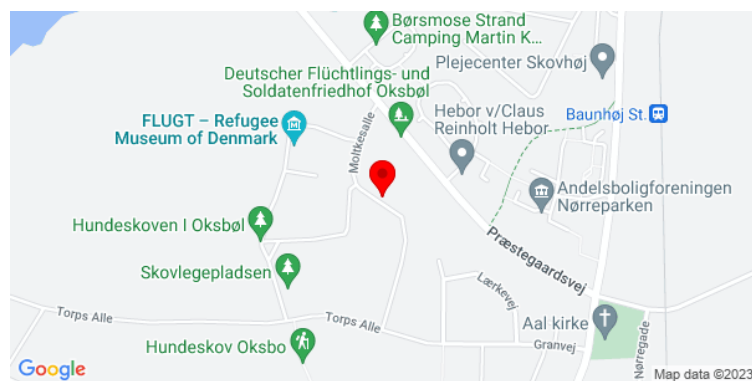 Børsmose Strand
Camping Martin K...
Plejecenter Skovhøj
Deutscher Flüchtlings- und
Soldatenfriedhof Oksbøl
FLUGT – Refugee
Museum of Denmark
Moltkesalle
Hebor v/Claus
Reinholt Hebor
Baunhøj St.
Andelsboligforeningen
Nørreparken
Hundeskoven I Oksbøl
Præstegaardsvej
Skovlegepladsen
Lærkevej
Torps Alle
Torps Alle
Aal kirke
Nørregade
Hundeskov Oksbo
Granvej
Google
Map data ©2023